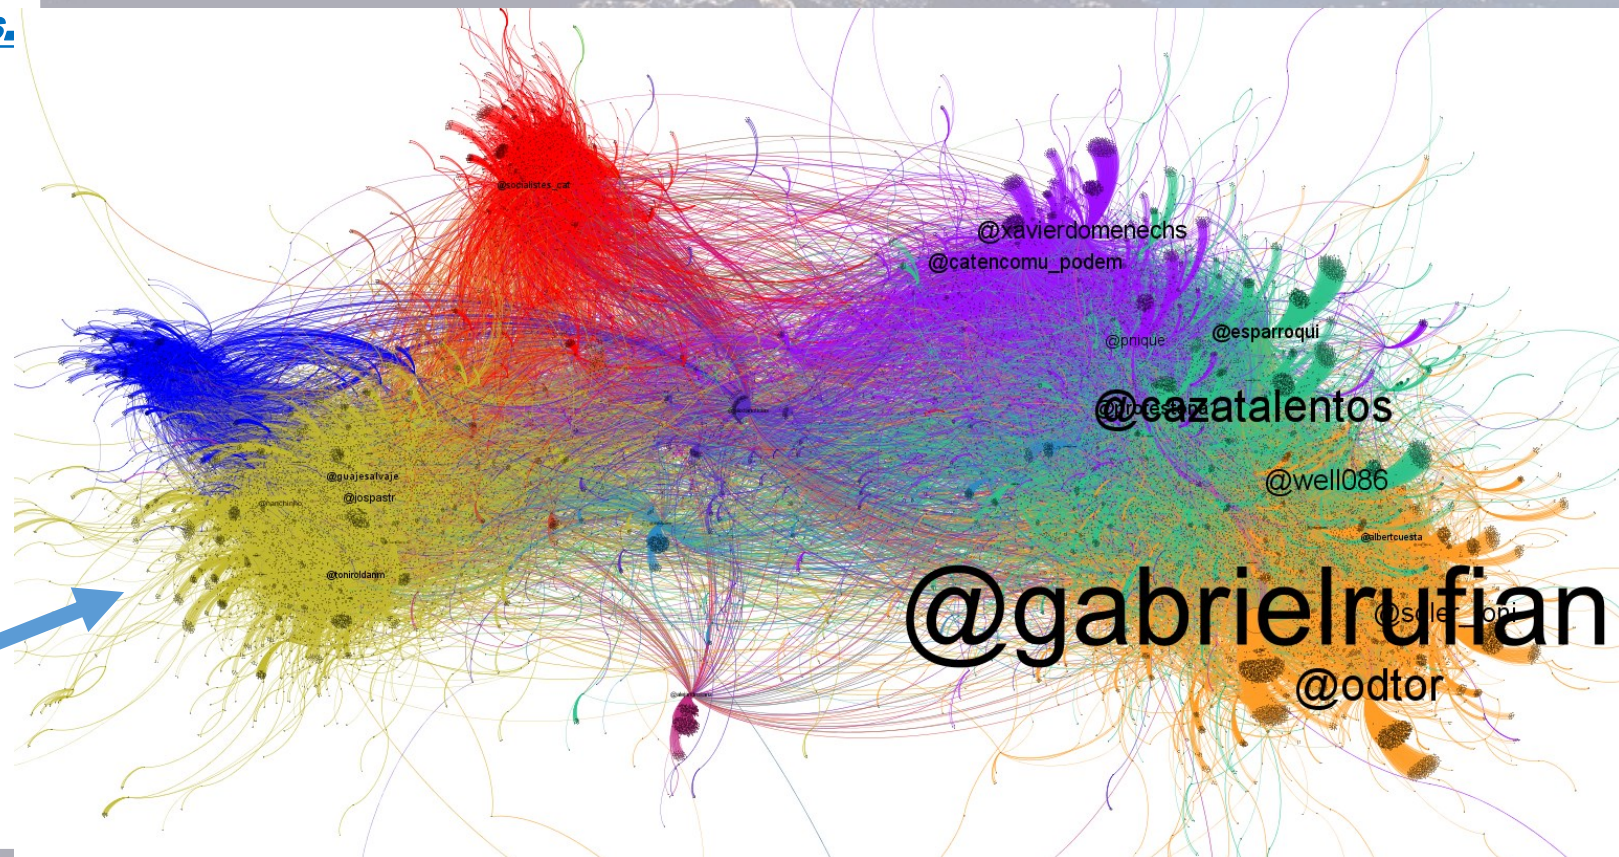 s.
@socialistes_cat
@xavierdomenechs
@catencomu_podem
@esparroqui
@pnique
@cazatalentos
@guajesalvaje
@well086
@jospastr
@albertcuesta
@toniroldanm
@gabrielrufian
@odtor